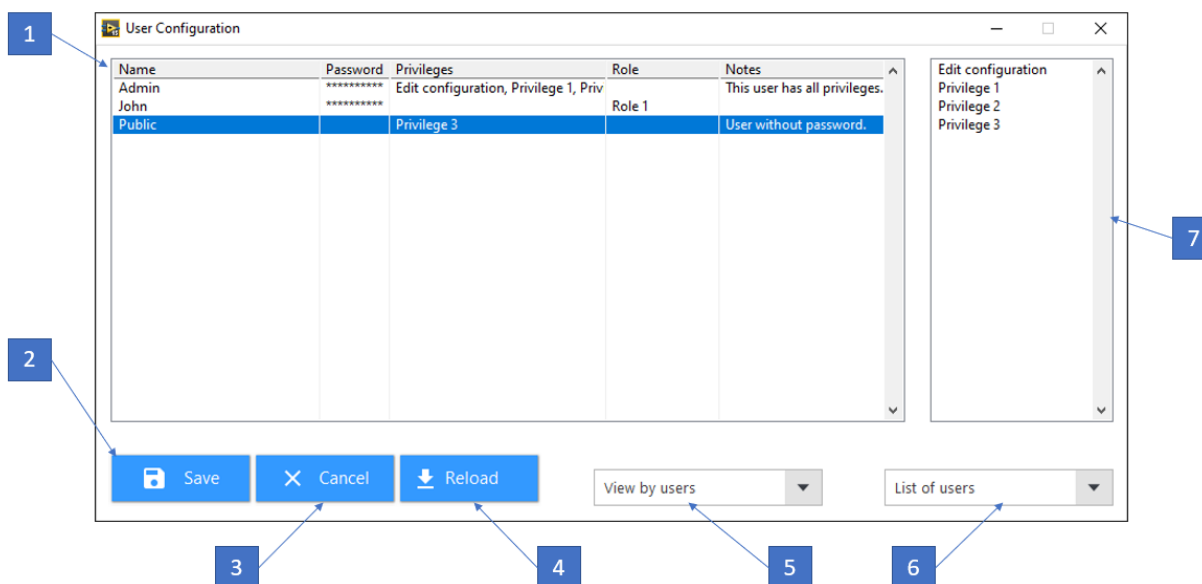 1
User Configuration
Name Password Privileges Role Notes
Admin ********** Edit configuration, Privilege 1, Priv This user has all privileges.
John ********** Role 1
Public Privilege 3 User without password.
Edit configuration
Privilege 1
Privilege 2
Privilege 3
7
2
Save Cancel Reload
View by users List of users
3 4 5 6